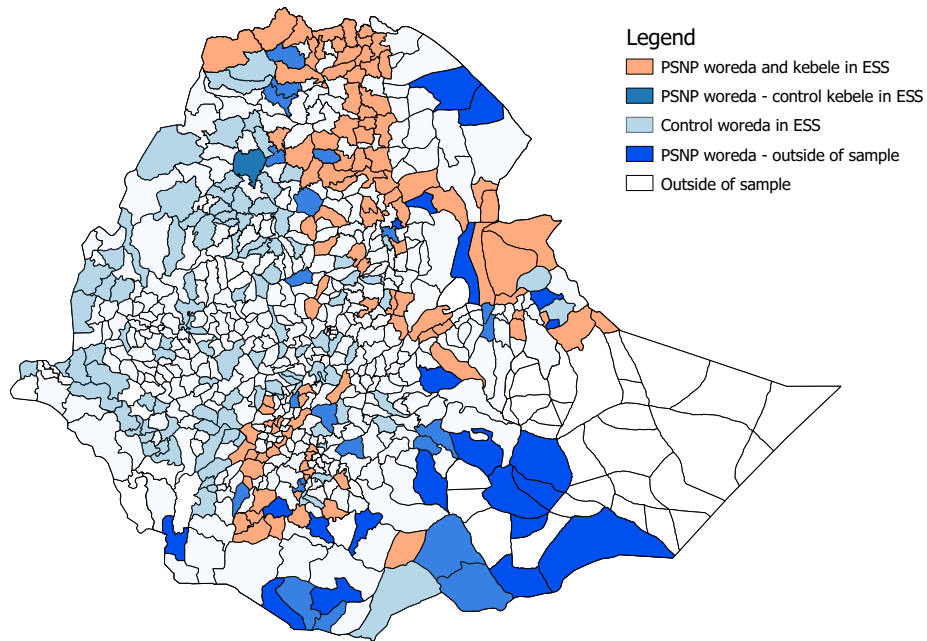 Legend
PSNP woreda and kebele in ESS
PSNP woreda - control kebele in ESS
Control woreda in ESS
PSNP woreda - outside of sample
Outside of sample